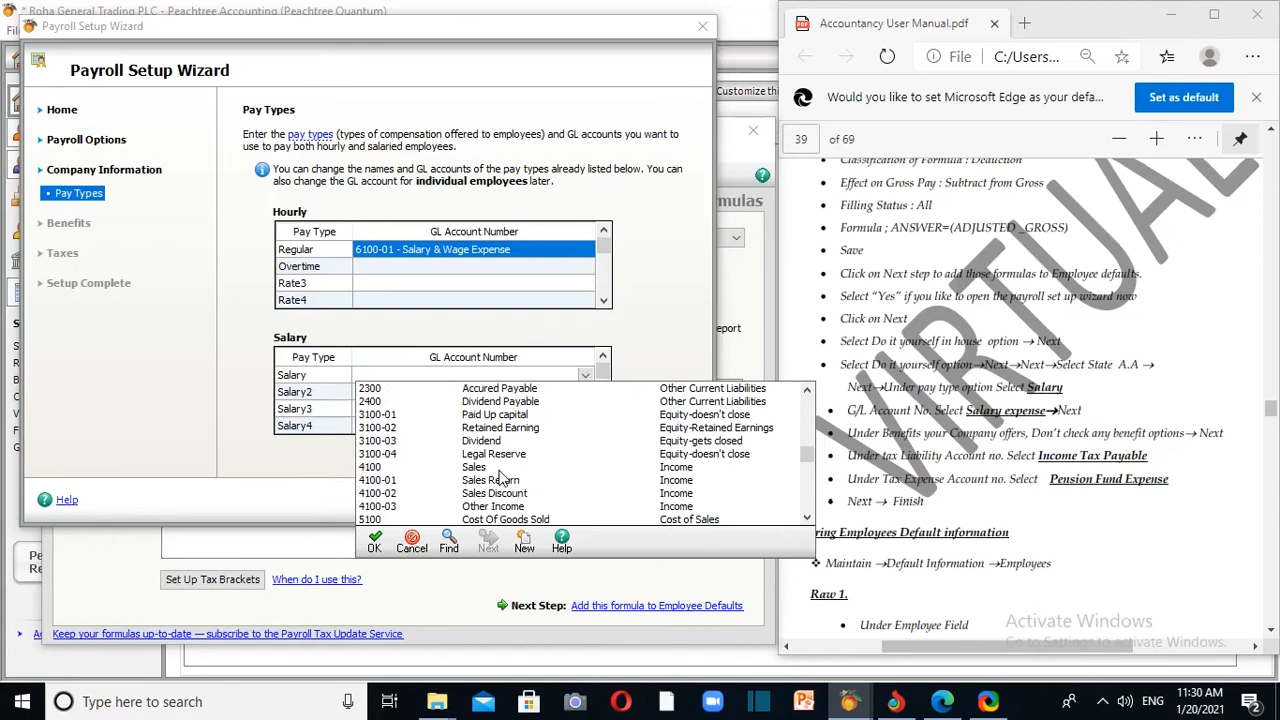 " Roha General Trading PLC - Peachtree Accounting (Peachtree Quantum)
Payroll Setup Wizard
Payroll Setup Wizard
Home
Payroll Options
Company Information
Pay Types
Benefits
Taxes
Setup Complete
Help
Pay Types
Enter the pay types (types of compensation offered to employees) and GL accounts you want
to use to pay both hourly and salaried employees.
You can change the names and GL accounts of the pay types already listed below. You can
also change the GL account for individual employees later.
Hourly
Pay Type GL Account Number
Regular 6100-01 - Salary & Wage Expense
Overtime
Rate3
Rate4
Salary
Pay Type GL Account Number
Salary
Salary2
Salary3
Salary4
2300 Accured Payable Other Current Liabilities
2400 Dividend Payable Other Current Liabilities
3100-01 Paid Up capital Equity-doesn't close
3100-02 Retained Earning Equity-Retained Earnings
3100-03 Dividend Equity-gets closed
3100-04 Legal Reserve Equity-doesn't close
4100 Sales Income
4100-01 Sales Return Income
4100-02 Sales Discount Income
4100-03 Other Income Income
5100 Cost Of Goods Sold Cost of Sales
OK Cancel Find Next New Help
Customize thi
rmulas
eport
Set Up Tax Brackets When do I use this?
Next Step: Add this formula to Employee Defaults
Keep your formulas up-to-date — subscribe to the Payroll Tax Update Service
Accountancy User Manual.pdf
File C:/Users...
Would you like to set Microsoft Edge as your defa... Set as default
39 of 69
Classification of Formula : Deduction
Effect on Gross Pay : Subtract from Gross
Filling Status : All
Formula ; ANSWER=(ADJUSTED _GROSS)
Save
Click on Next step to add those formulas to Employee defaults.
Select “Yes” if you like to open the payroll set up wizard now
Click on Next
Select Do it yourself in house option → Next
Select Do it yourself option→Next→Next→Select State A.A →
Next→Under pay type option Select Salary
G/L Account No. Select Salary expense→Next
Under Benefits your Company offers, Don't check any benefit options→ Next
Under tax Liability Account no. Select Income Tax Payable
Under Tax Expense Account no. Select Pension Fund Expense
Next → Finish
ring Employees Default information
Maintain →Default Information →Employees
Raw 1.
Under Employee Field
VIRTUAL
Activate Windows
Go to Settings to activate Windows.
Type here to search
ENG
11:30 AM
1/20/2021
2